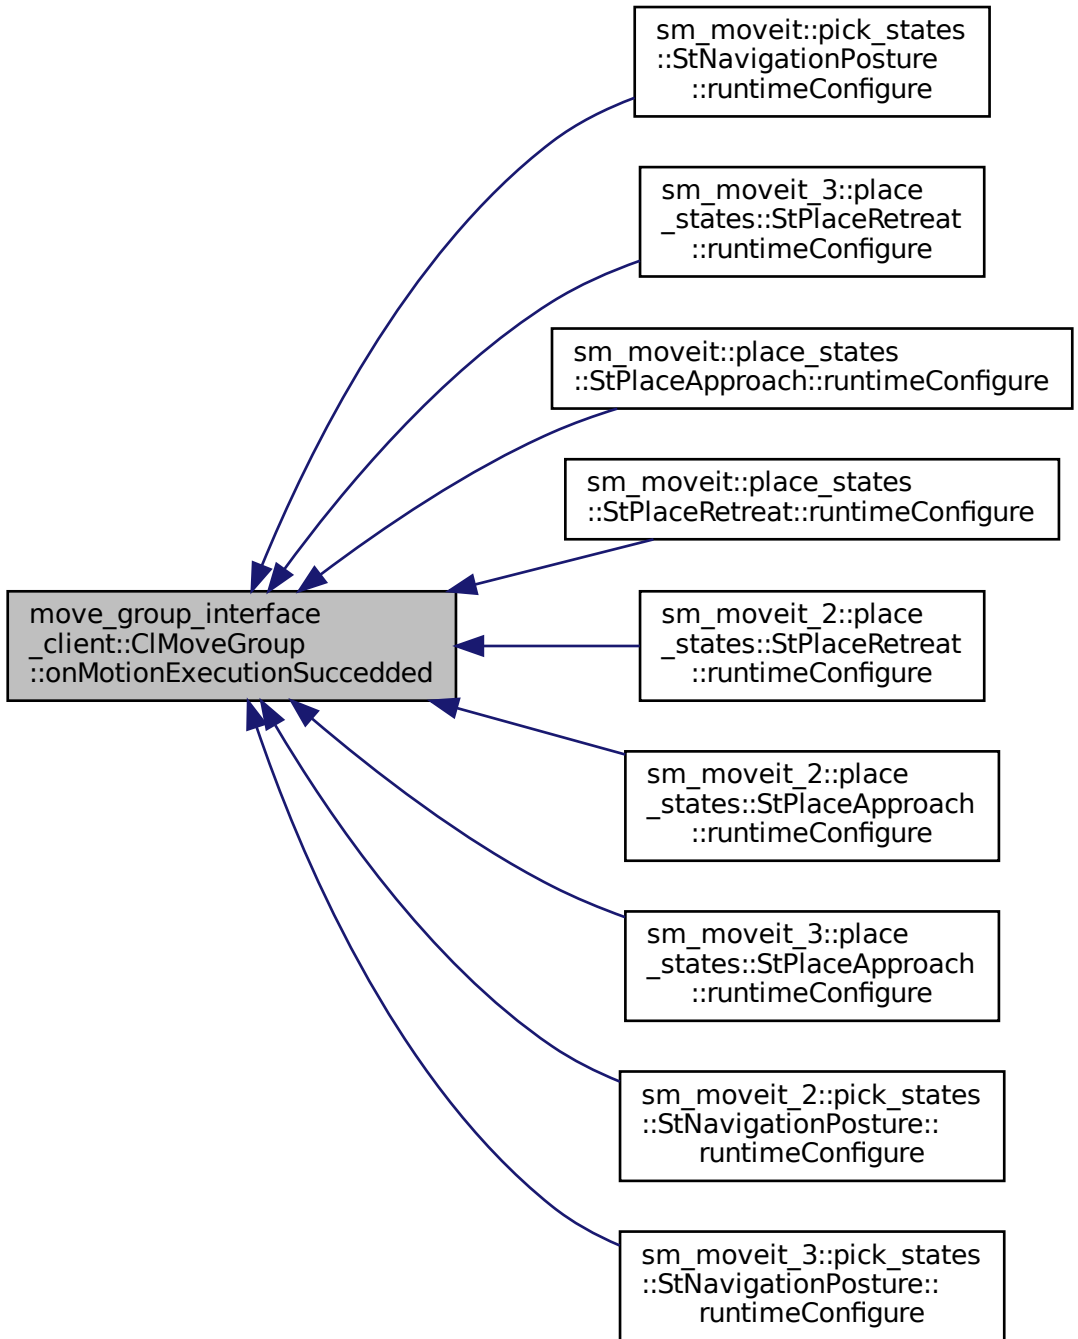 sm_moveit::pick_states
::StNavigationPosture
::runtimeConfigure
sm_moveit_3::place
_states::StPlaceRetreat
::runtimeConfigure
sm_moveit::place_states
::StPlaceApproach::runtimeConfigure
sm_moveit::place_states
::StPlaceRetreat::runtimeConfigure
move_group_interface
_client::ClMoveGroup
::onMotionExecutionSuccedded
sm_moveit_2::place
_states::StPlaceRetreat
::runtimeConfigure
sm_moveit_2::place
_states::StPlaceApproach
::runtimeConfigure
sm_moveit_3::place
_states::StPlaceApproach
::runtimeConfigure
sm_moveit_2::pick_states
::StNavigationPosture::
runtimeConfigure
sm_moveit_3::pick_states
::StNavigationPosture::
runtimeConfigure